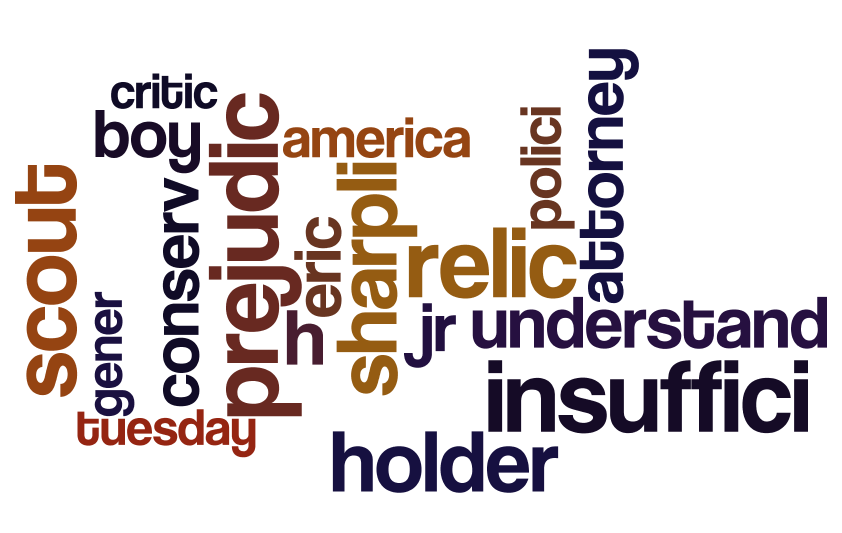 critic
boy
america
prejudic
scout
conserv
sharpli
polici
attorney
eric
relic
gener
h
jr
understand
insuffici
tuesday
holder